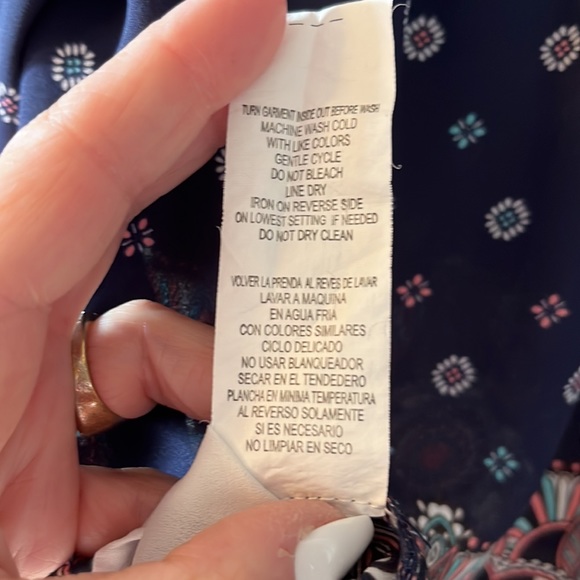 TURN GARMENT INSIDE OUT BEFORE WASH
MACHINE WASH COLD
WITH LIKE COLORS
GENTLE CYCLE
DO NOT BLEACH
LINE DRY
IRON ON REVERSE SIDE
ON LOWEST SETTING IF NEEDED
DO NOT DRY CLEAN
VOLVER LA PRENDA AL REVES DE LAVAR
LAVAR A MAQUINA
EN AGUA FRIA
CON COLORES SIMILARES
CICLO DELICADO
NO USAR BLANQUEADOR
SECAR EN EL TENDEDERO
PLANCHA EN MINIMA TEMPERATURA
AL REVERSO SOLAMENTE
SI ES NECESARIO
NO LIMPIAR EN SECO